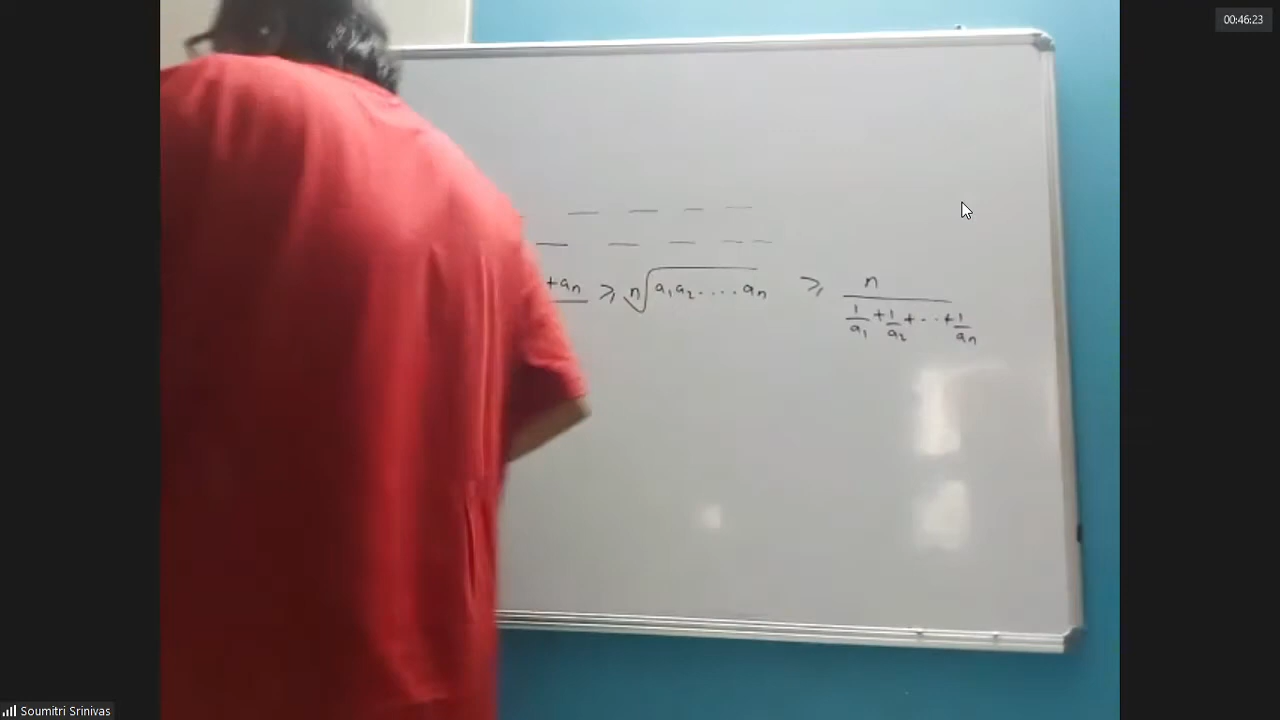 00:46:23
+aₙ ≥ ⁿ√(a₁a₂.....aₙ) ≥ n/(1/a₁+1/a₂+...+1/aₙ)
Soumitri Srinivas